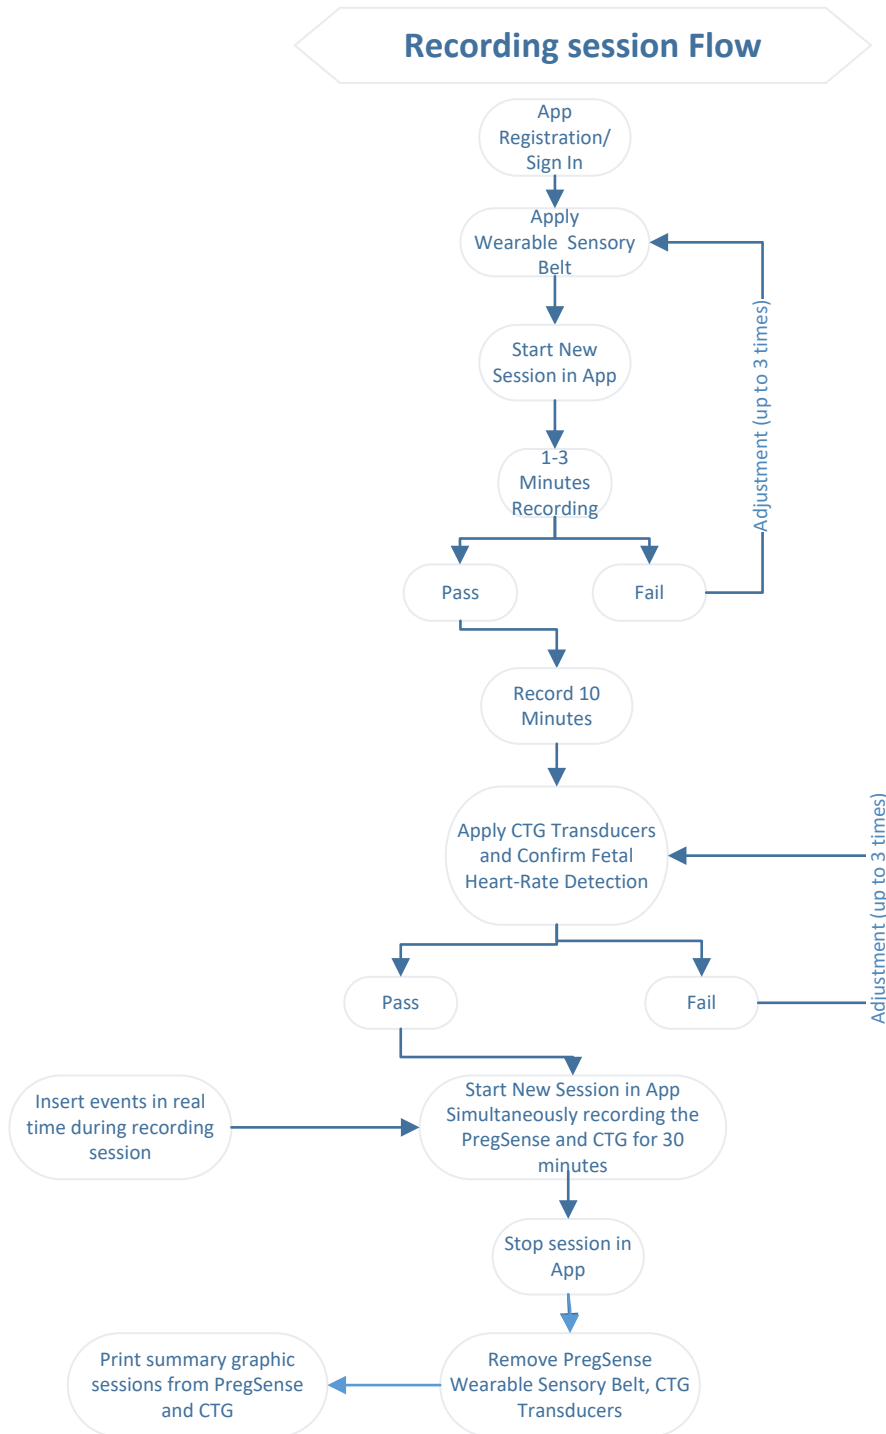 Recording session Flow
App
Registration/
Sign In
Apply
Wearable Sensory
Belt
Start New
Session in App
1-3
Minutes
Recording
Adjustment (up to 3 times)
Pass
Fail
Record 10
Minutes
Apply CTG Transducers
and Confirm Fetal
Heart-Rate Detection
Adjustment (up to 3 times)
Pass
Fail
Insert events in real
time during recording
session
Start New Session in App
Simultaneously recording the
PregSense and CTG for 30
minutes
Stop session in
App
Remove PregSense
Wearable Sensory Belt, CTG
Transducers
Print summary graphic
sessions from PregSense
and CTG